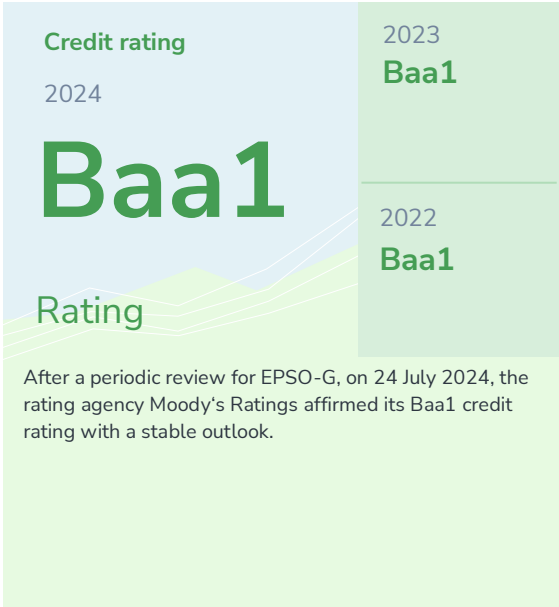 Credit rating
2024
Baa1
Rating
2023
Baa1
2022
Baa1
After a periodic review for EPSO-G, on 24 July 2024, the
rating agency Moody‘s Ratings affirmed its Baa1 credit
rating with a stable outlook.